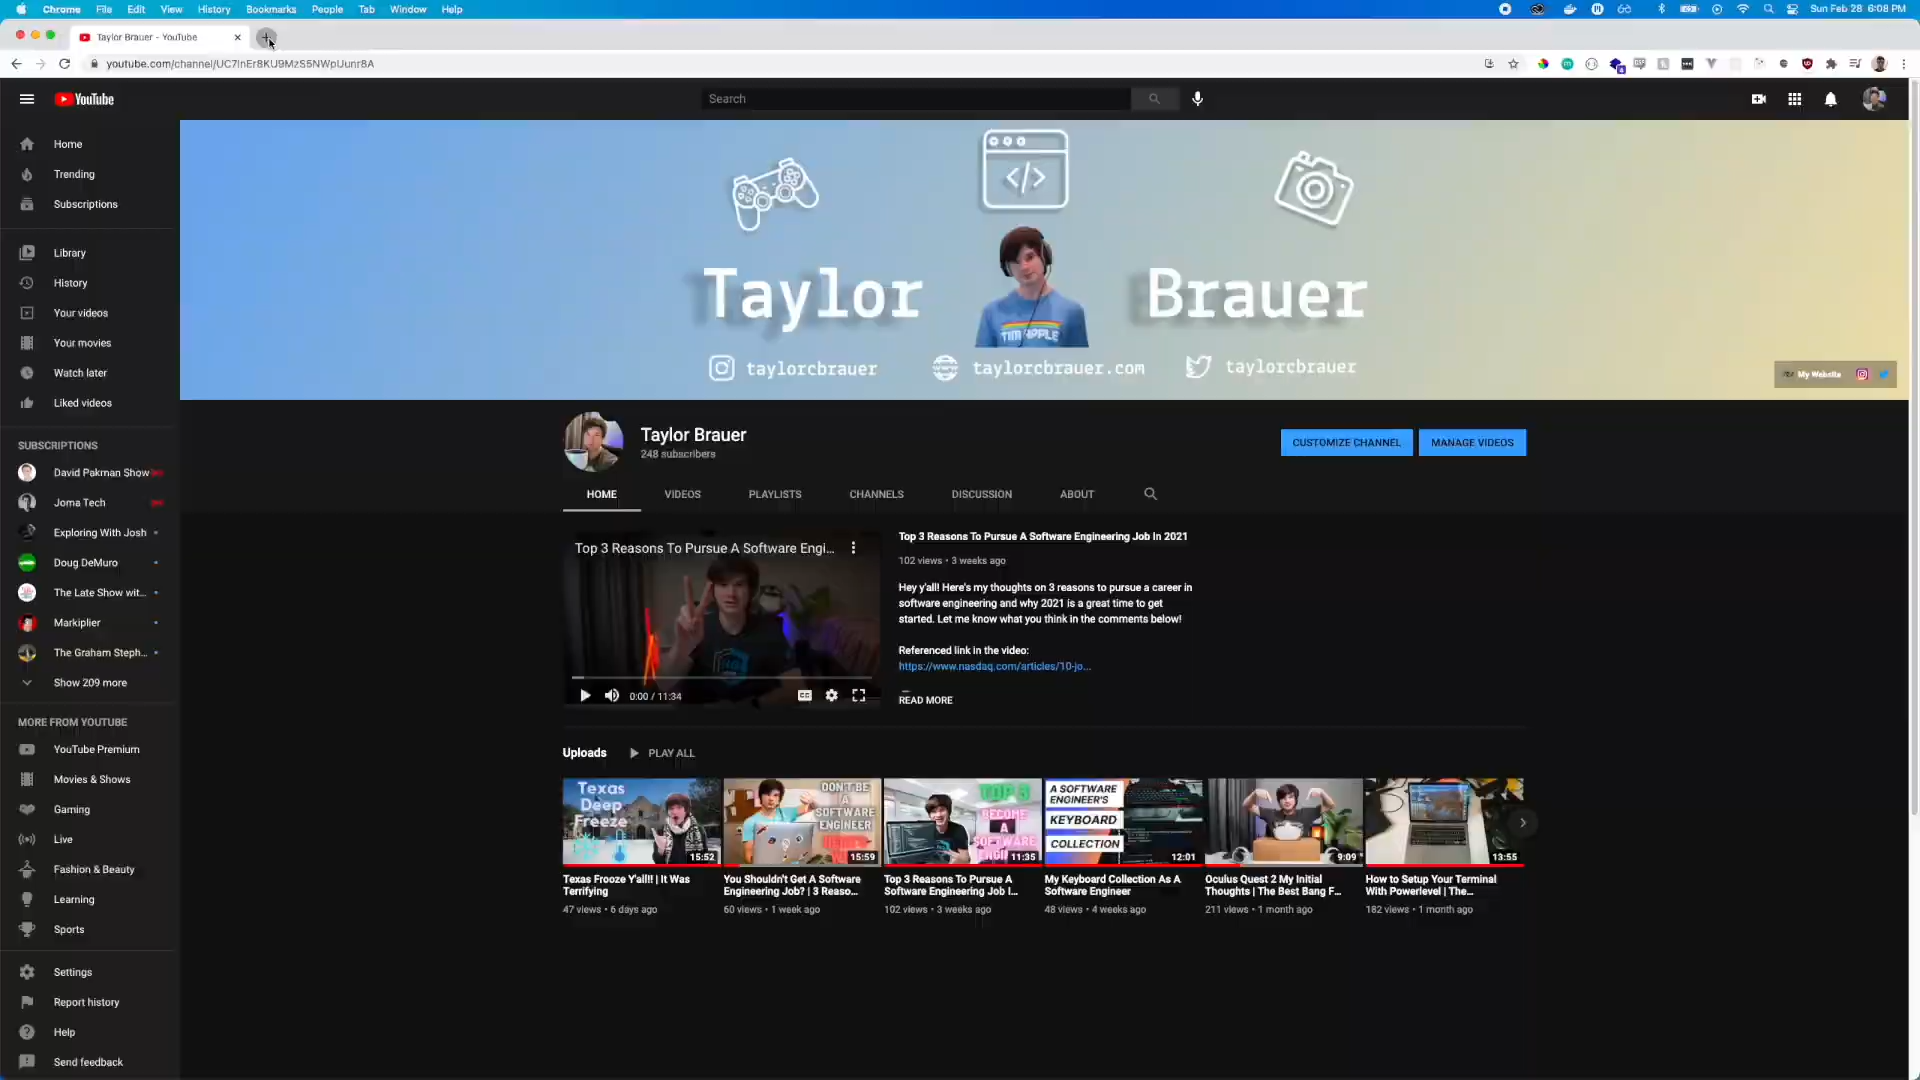 Chrome File Edit View History Bookmarks People Tab Window Help
Sun Feb 28 6:08 PM
Taylor Brauer - YouTube
youtube.com/channel/UC7InEr8KU9MzS5NWpUunr8A
YouTube
Search
Home
Trending
Subscriptions
Library
History
Your videos
Your movies
Watch later
Liked videos
SUBSCRIPTIONS
David Pakman Show
Joma Tech
Exploring With Josh
Doug DeMuro
The Late Show wit...
Markiplier
The Graham Steph...
Show 209 more
MORE FROM YOUTUBE
YouTube Premium
Movies & Shows
Gaming
Live
Fashion & Beauty
Learning
Sports
Settings
Report history
Help
Send feedback
</>
Taylor Brauer
TIM APPLE
taylorcbrauer taylorcbrauer.com taylorcbrauer
My Website
Taylor Brauer
248 subscribers
CUSTOMIZE CHANNEL MANAGE VIDEOS
HOME VIDEOS PLAYLISTS CHANNELS DISCUSSION ABOUT
Top 3 Reasons To Pursue A Software Engi...
0:00 / 11:34
Top 3 Reasons To Pursue A Software Engineering Job In 2021
102 views • 3 weeks ago
Hey y'all! Here's my thoughts on 3 reasons to pursue a career in
software engineering and why 2021 is a great time to get
started. Let me know what you think in the comments below!
Referenced link in the video:
https://www.nasdaq.com/articles/10-jo...
READ MORE
Uploads PLAY ALL
Texas
Deep
Freeze
15:52
Texas Frooze Y'all!! | It Was
Terrifying
47 views • 6 days ago
DON'T BE
A
SOFTWARE
ENGINEER
15:59
You Shouldn't Get A Software
Engineering Job? | 3 Reaso...
60 views • 1 week ago
TOP 3
BECOME
A
SOFTWARE
11:35
Top 3 Reasons To Pursue A
Software Engineering Job I...
102 views • 3 weeks ago
A SOFTWARE
ENGINEER'S
KEYBOARD
COLLECTION
12:01
My Keyboard Collection As A
Software Engineer
48 views • 4 weeks ago
9:09
Oculus Quest 2 My Initial
Thoughts | The Best Bang F...
211 views • 1 month ago
13:55
How to Setup Your Terminal
With Powerlevel | The...
182 views • 1 month ago